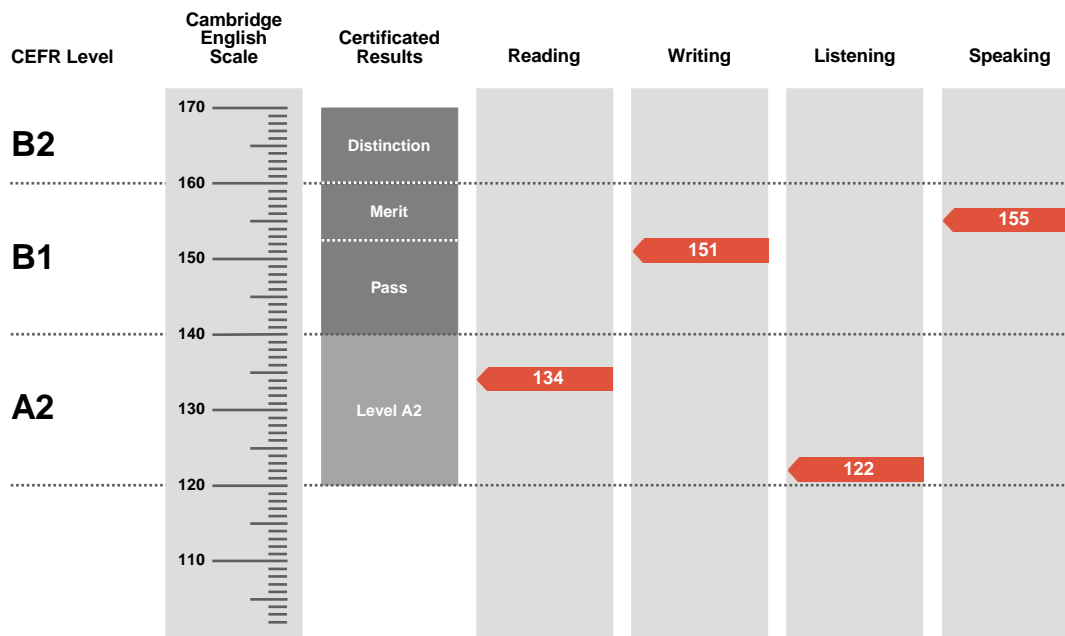 CEFR Level
Cambridge
English
Scale
Certificated
Results
Reading
Writing
Listening
Speaking
170
B2
Distinction
160
Merit
155
B1
150
151
Pass
140
134
A2
130
Level A2
122
120
110